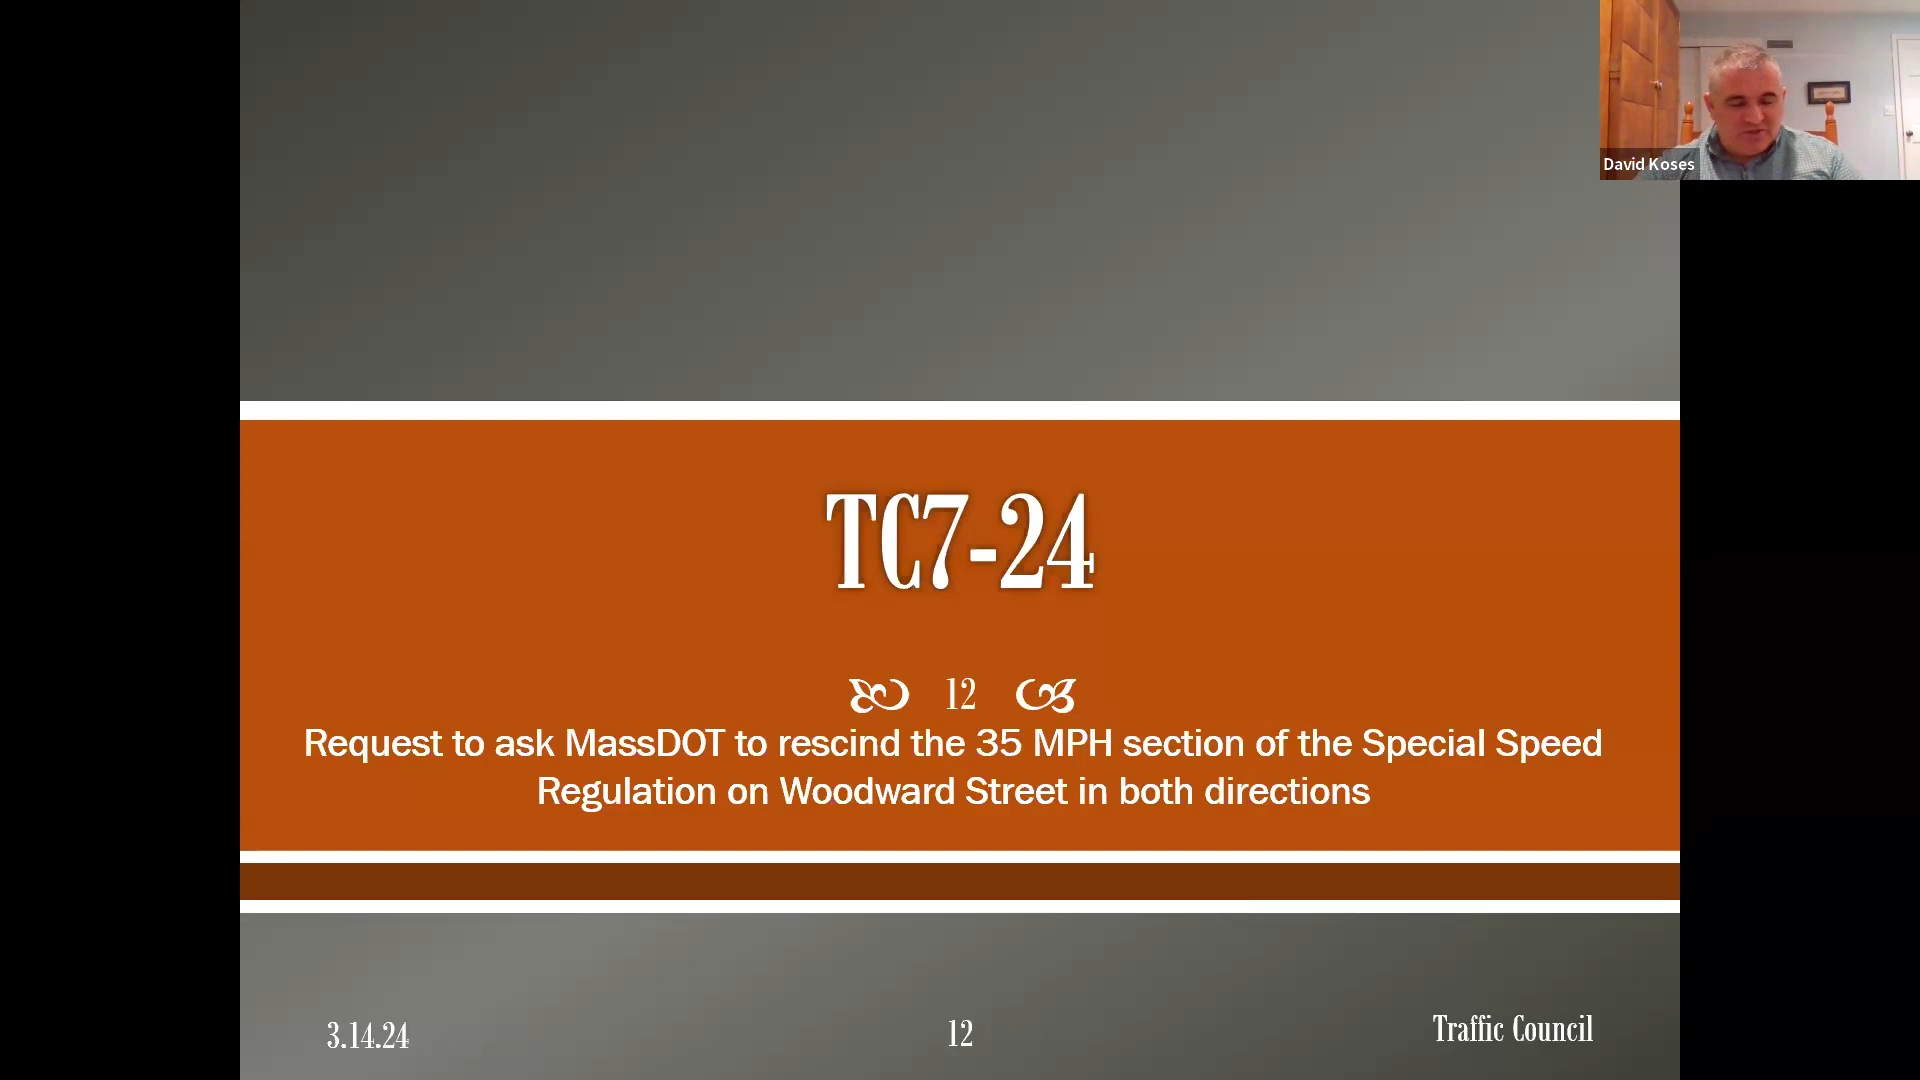 David Koses
TC7-24
12
Request to ask MassDOT to rescind the 35 MPH section of the Special Speed
Regulation on Woodward Street in both directions
3.14.24
12
Traffic Council